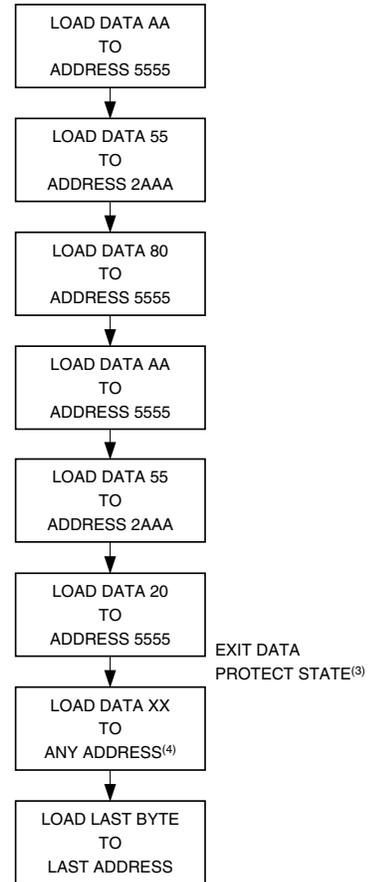 LOAD DATA AA
TO
ADDRESS 5555
LOAD DATA 55
TO
ADDRESS 2AAA
LOAD DATA 80
TO
ADDRESS 5555
LOAD DATA AA
TO
ADDRESS 5555
LOAD DATA 55
TO
ADDRESS 2AAA
LOAD DATA 20
TO
ADDRESS 5555
EXIT DATA
PROTECT STATE(3)
LOAD DATA XX
TO
ANY ADDRESS(4)
LOAD LAST BYTE
TO
LAST ADDRESS